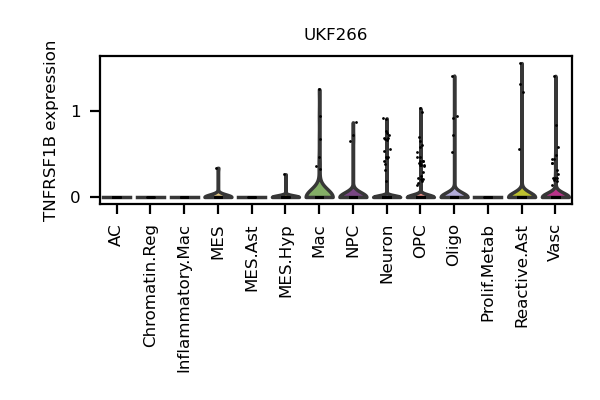 UKF266
TNFRSF1B expression
1
0
AC
Chromatin.Reg
Inflammatory.Mac
MES
MES.Ast
MES.Hyp
Mac
NPC
Neuron
OPC
Oligo
Prolif.Metab
Reactive.Ast
Vasc